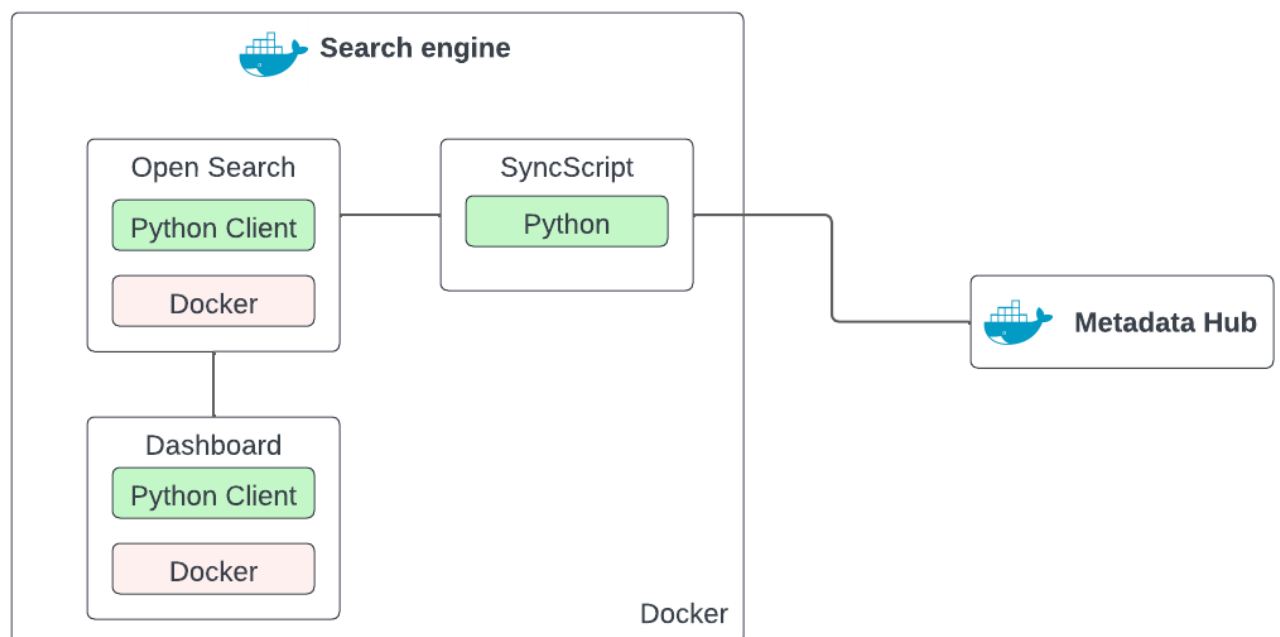 Search engine
Open Search
Python Client
Docker
SyncScript
Python
Metadata Hub
Dashboard
Python Client
Docker
Docker